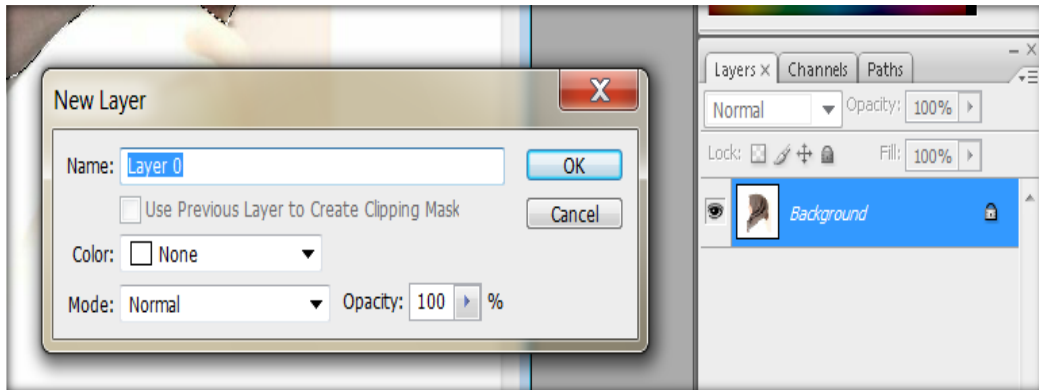 New Layer
Name: Layer 0
OK
Use Previous Layer to Create Clipping Mask
Cancel
Color: None
Mode: Normal
Opacity: 100 %
Layers × Channels Paths
Normal Opacity: 100%
Lock: Fill: 100%
Background